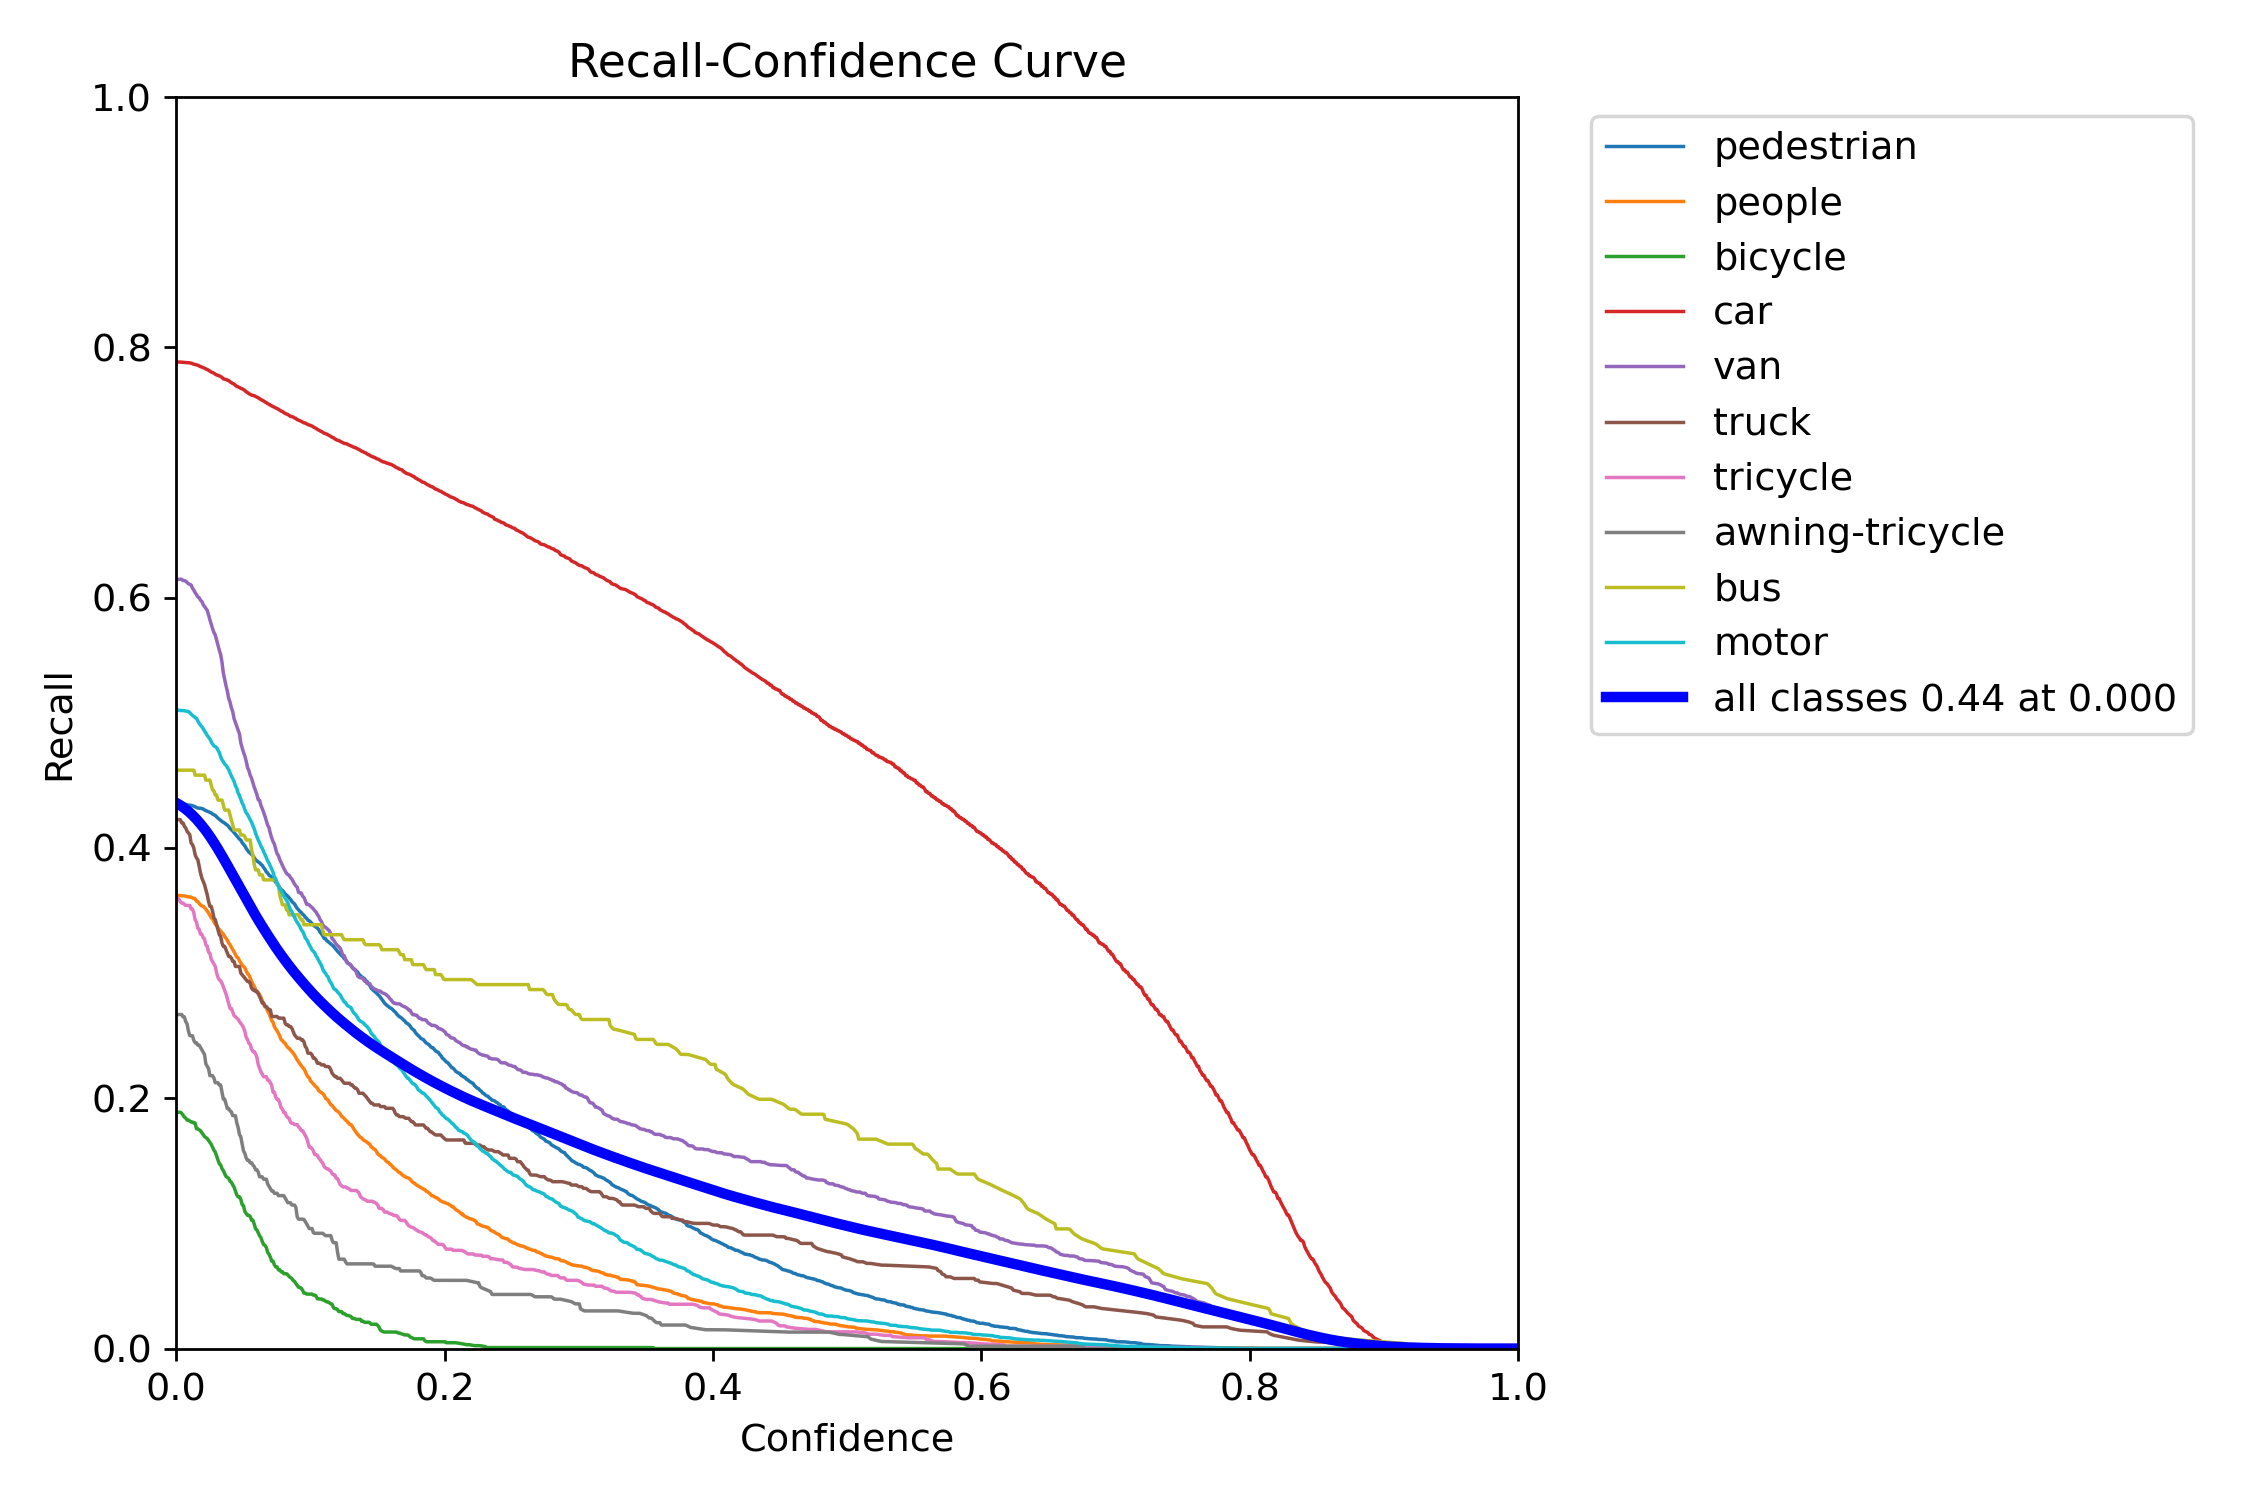 Recall-Confidence Curve
1.0
0.8
0.6
0.4
0.2
0.0
Recall
0.0 0.2 0.4 0.6 0.8 1.0
Confidence
pedestrian
people
bicycle
car
van
truck
tricycle
awning-tricycle
bus
motor
all classes 0.44 at 0.000